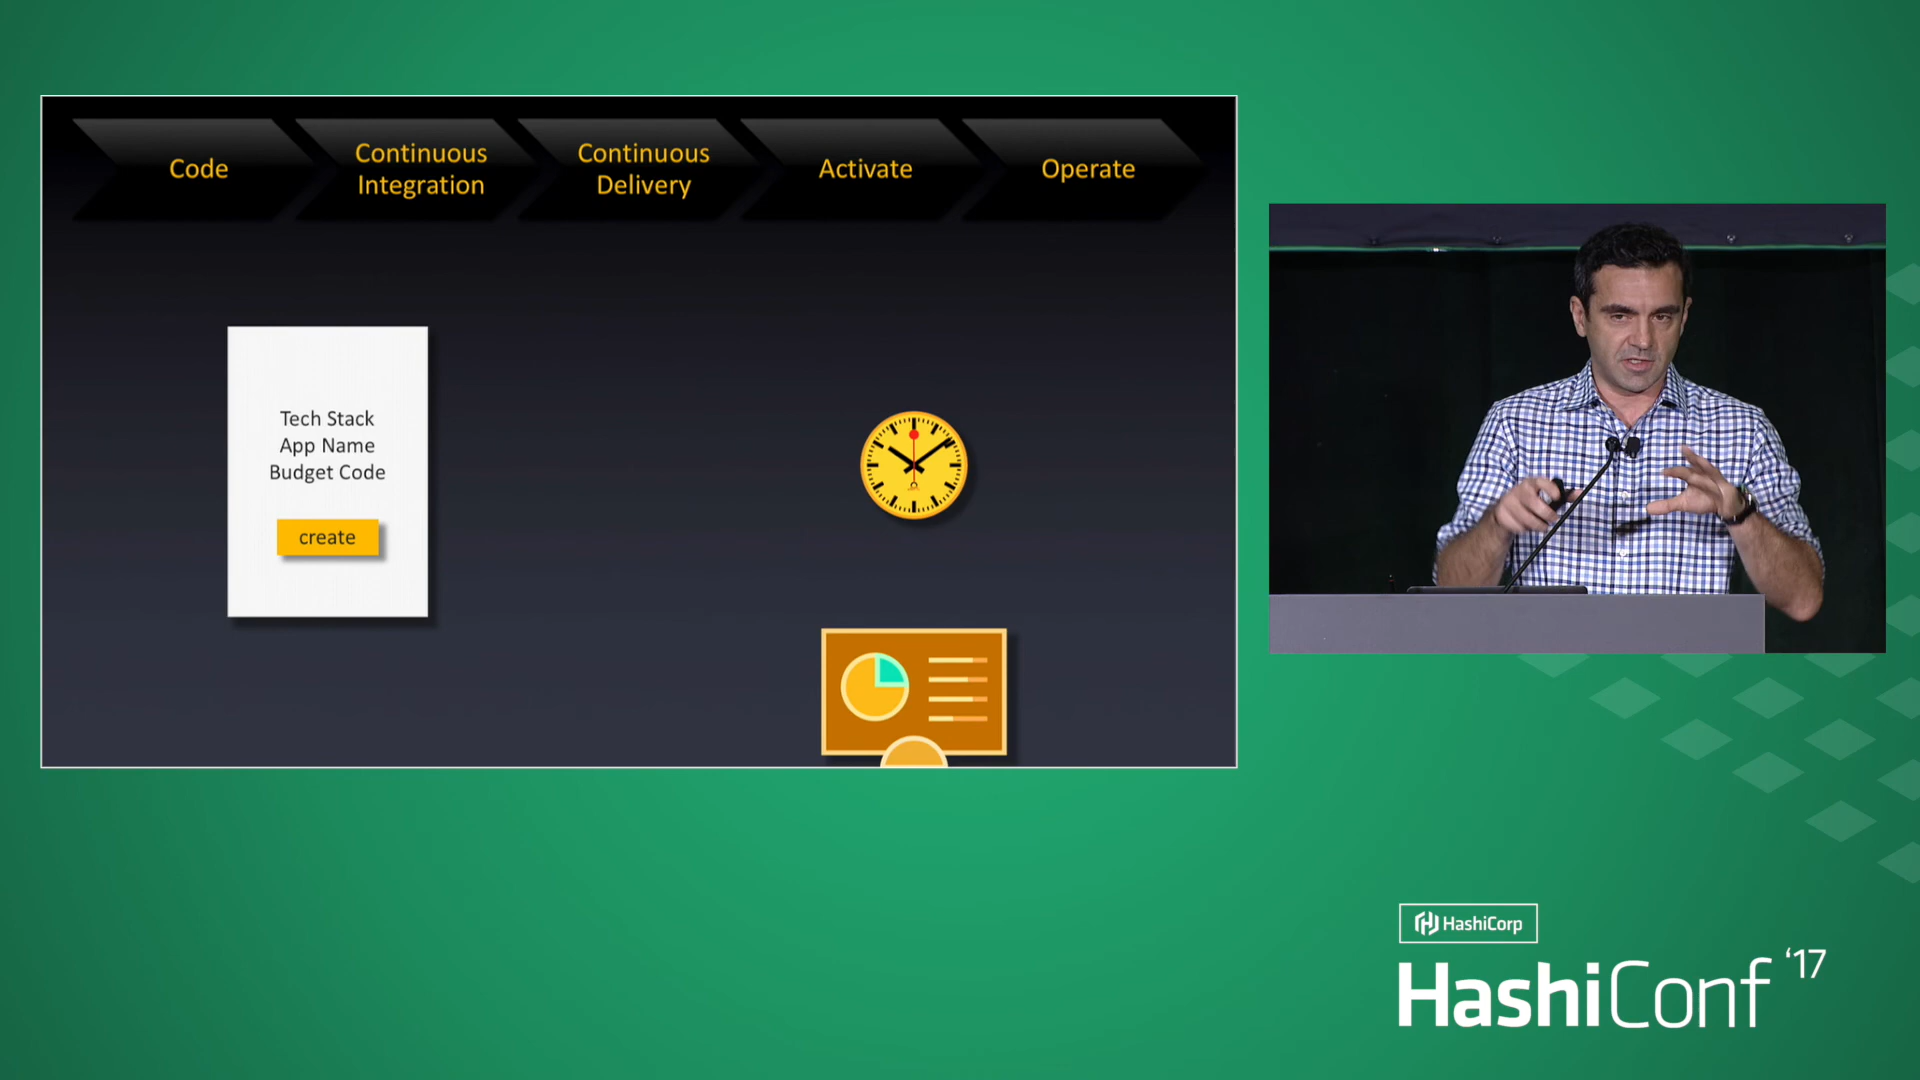 Code
Continuous
Integration
Continuous
Delivery
Activate
Operate
Tech Stack
App Name
Budget Code
create
HashiCorp
HashiConf '17